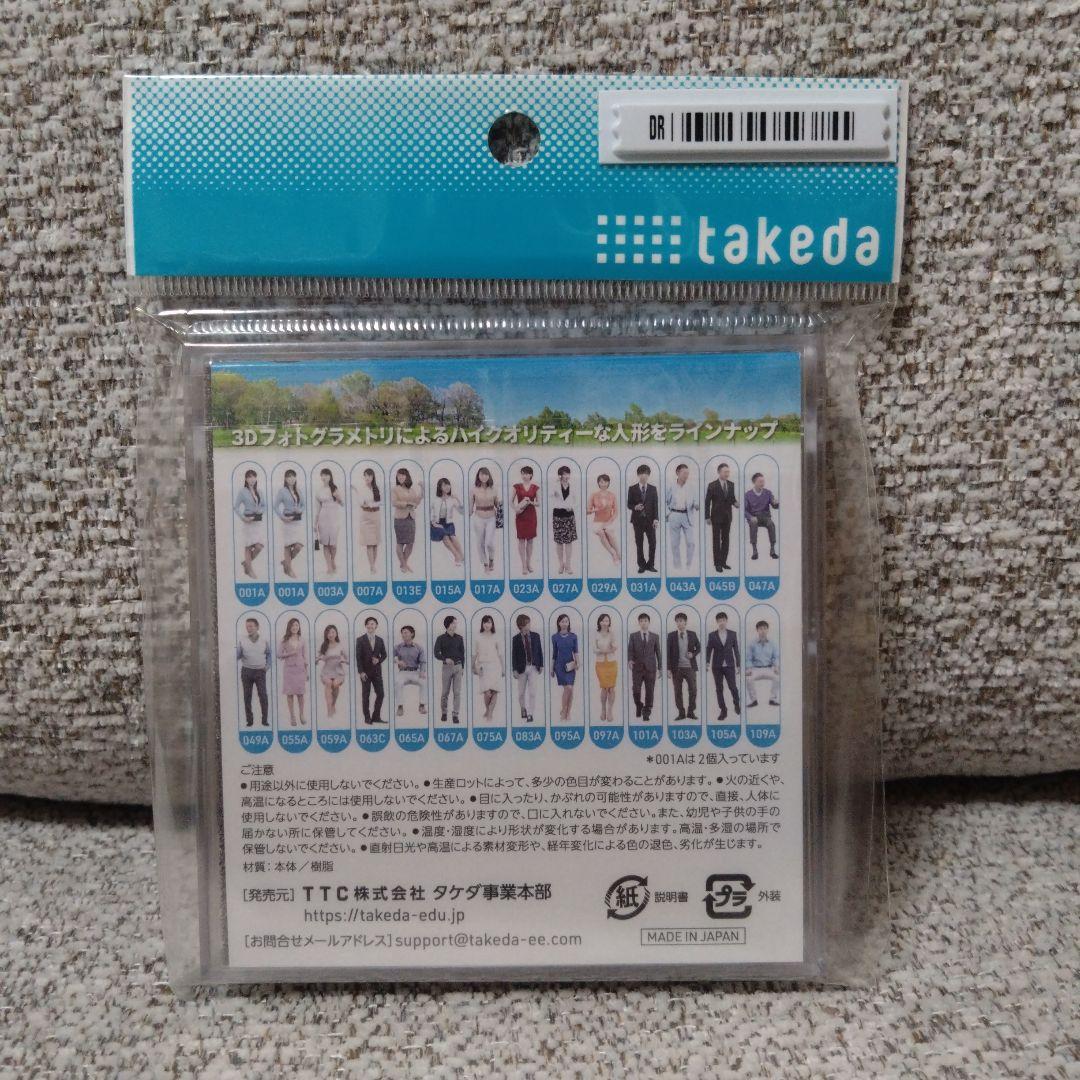 DR
takeda
3Dフォトグラメトリによるハイクオリティーな人形をラインナップ
001A 001A 003A 007A 013E 015A 017A 023A 027A 029A 031A 043A 045B 047A
049A 055A 059A 063C 065A 067A 075A 083A 095A 097A 101A 103A 105A 109A
*001Aは2個入っています
ご注意
●用途以外に使用しないでください。●生産ロットによって、多少の色目が変わることがあります。●火の近くや、
高温になるところには使用しないでください。●目に入ったり、かぶれの可能性がありますので、直接、人体に
使用しないでください。●誤飲の危険性がありますので、口に入れないでください。また、幼児や子供の手の
届かない所に保管してください。●温度・湿度により形状が変化する場合があります。高温・多湿の場所で
保管しないでください。●直射日光や高温による素材変形や、経年変化による色の退色、劣化が生じます。
材質：本体／樹脂
[発売元] TTC株式会社 タケダ事業本部
https://takeda-edu.jp
[お問合せメールアドレス] support@takeda-ee.com
紙 説明書 プラ 外装
MADE IN JAPAN